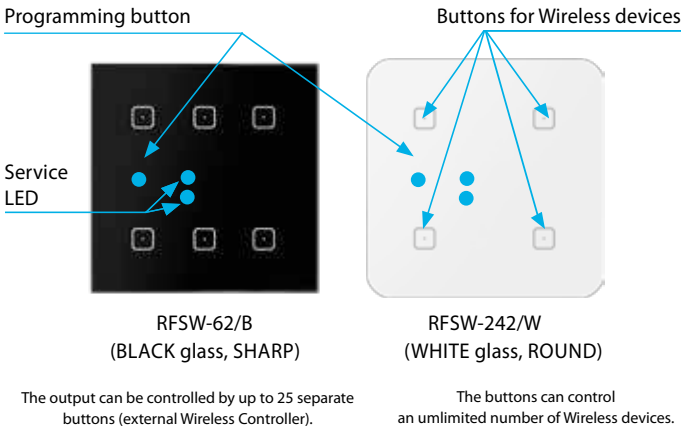 Programming button
Buttons for Wireless devices
Service
LED
RFSW-62/B
(BLACK glass, SHARP)
RFSW-242/W
(WHITE glass, ROUND)
The output can be controlled by up to 25 separate
buttons (external Wireless Controller).
The buttons can control
an umlimited number of Wireless devices.